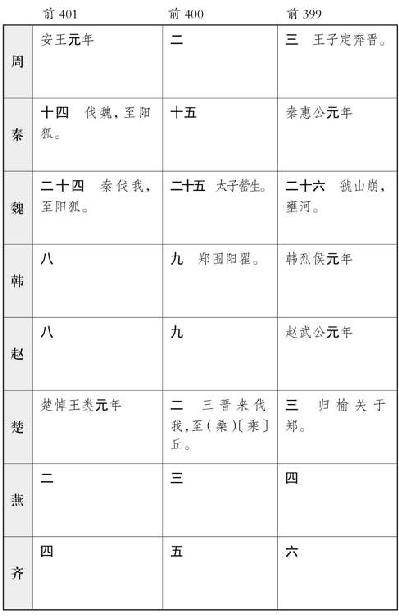 前 401 前 400 前 399
周 安王元年 二 三 王子定奔晋。
秦 十四 伐魏，至阳 十五 秦惠公元年
狐。
魏 二十四 秦伐我， 二十五 太子䓨生。 二十六 虢山崩，
至阳狐。 壅河。
韩 八 九 郑围阳翟。 韩烈侯元年
赵 八 九 赵武公元年
楚 楚悼王类元年 二 三晋来伐 三 归榆关于
我，至(桑)〔乘〕 郑。
丘。
燕 二 三 四
齐 四 五 六